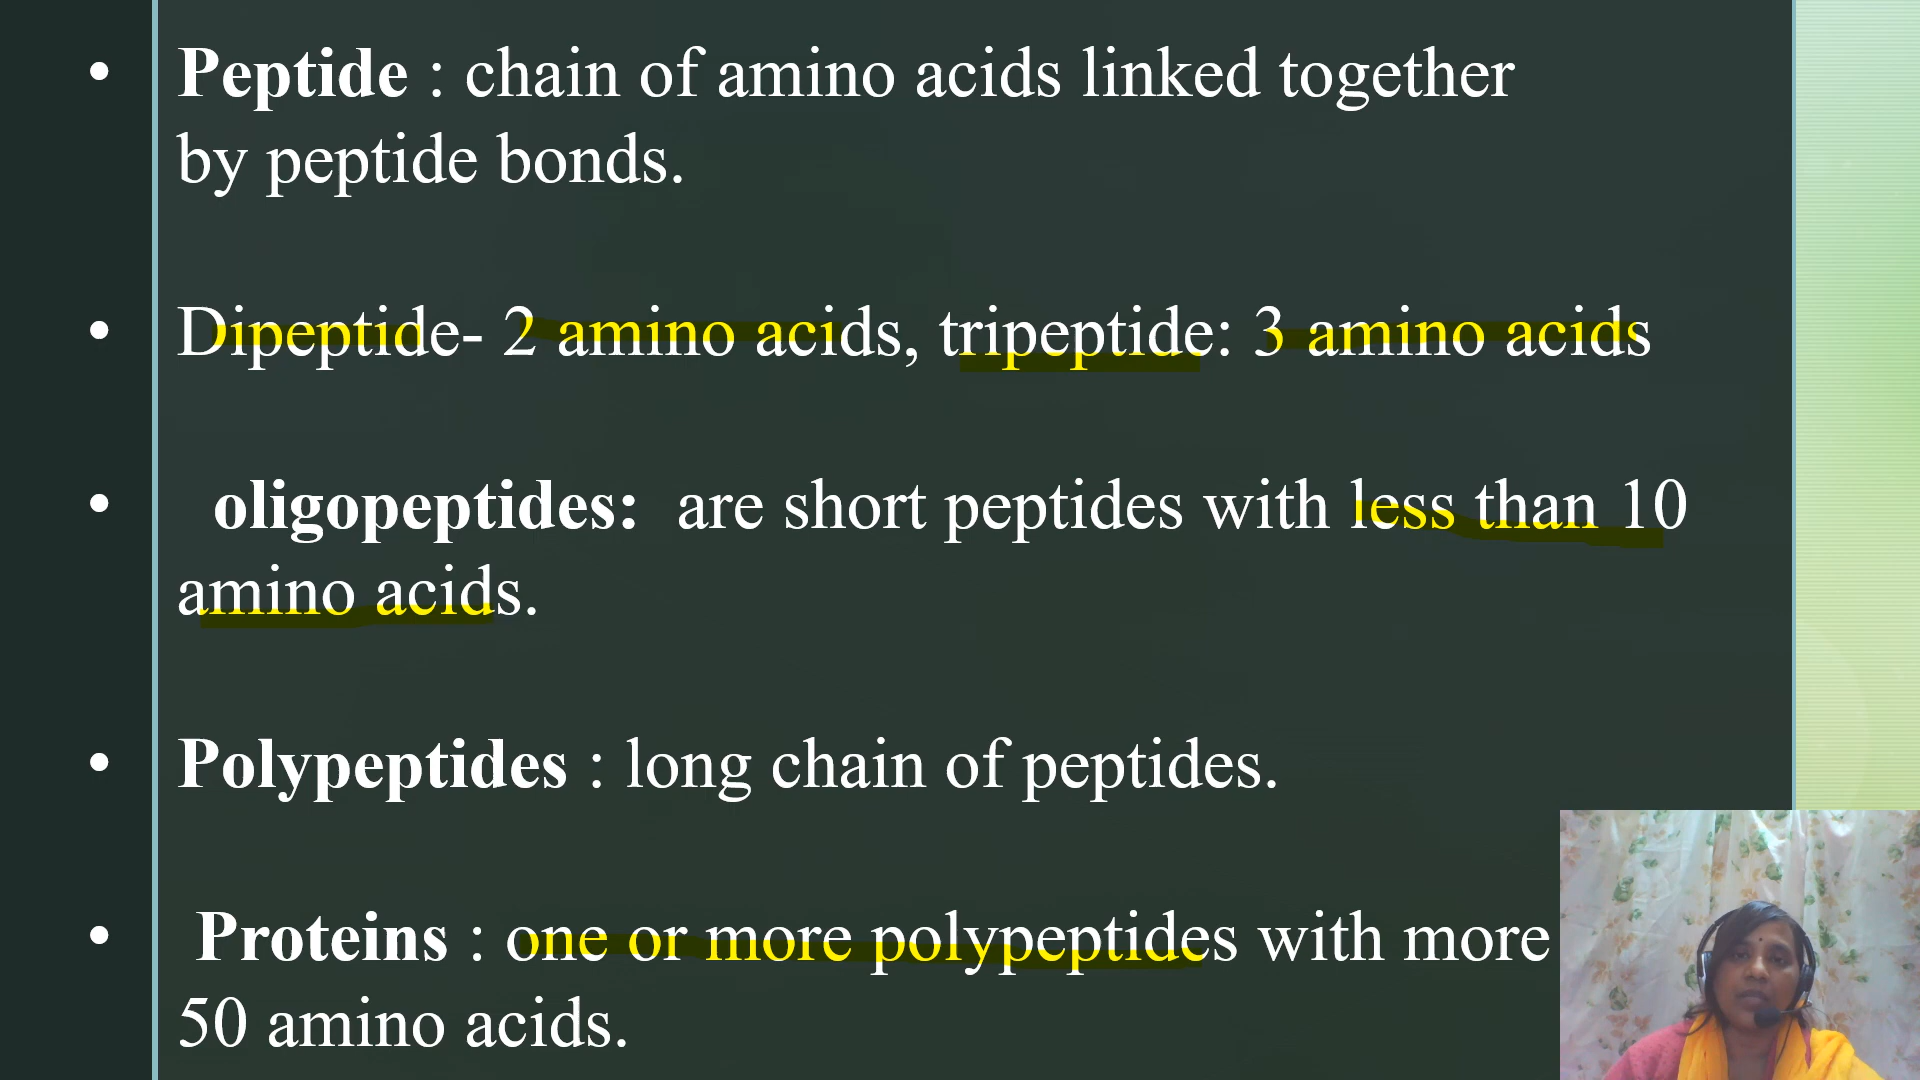 • Peptide : chain of amino acids linked together
by peptide bonds.
• Dipeptide- 2 amino acids, tripeptide: 3 amino acids
• oligopeptides: are short peptides with less than 10
amino acids.
• Polypeptides : long chain of peptides.
• Proteins : one or more polypeptides with more
50 amino acids.